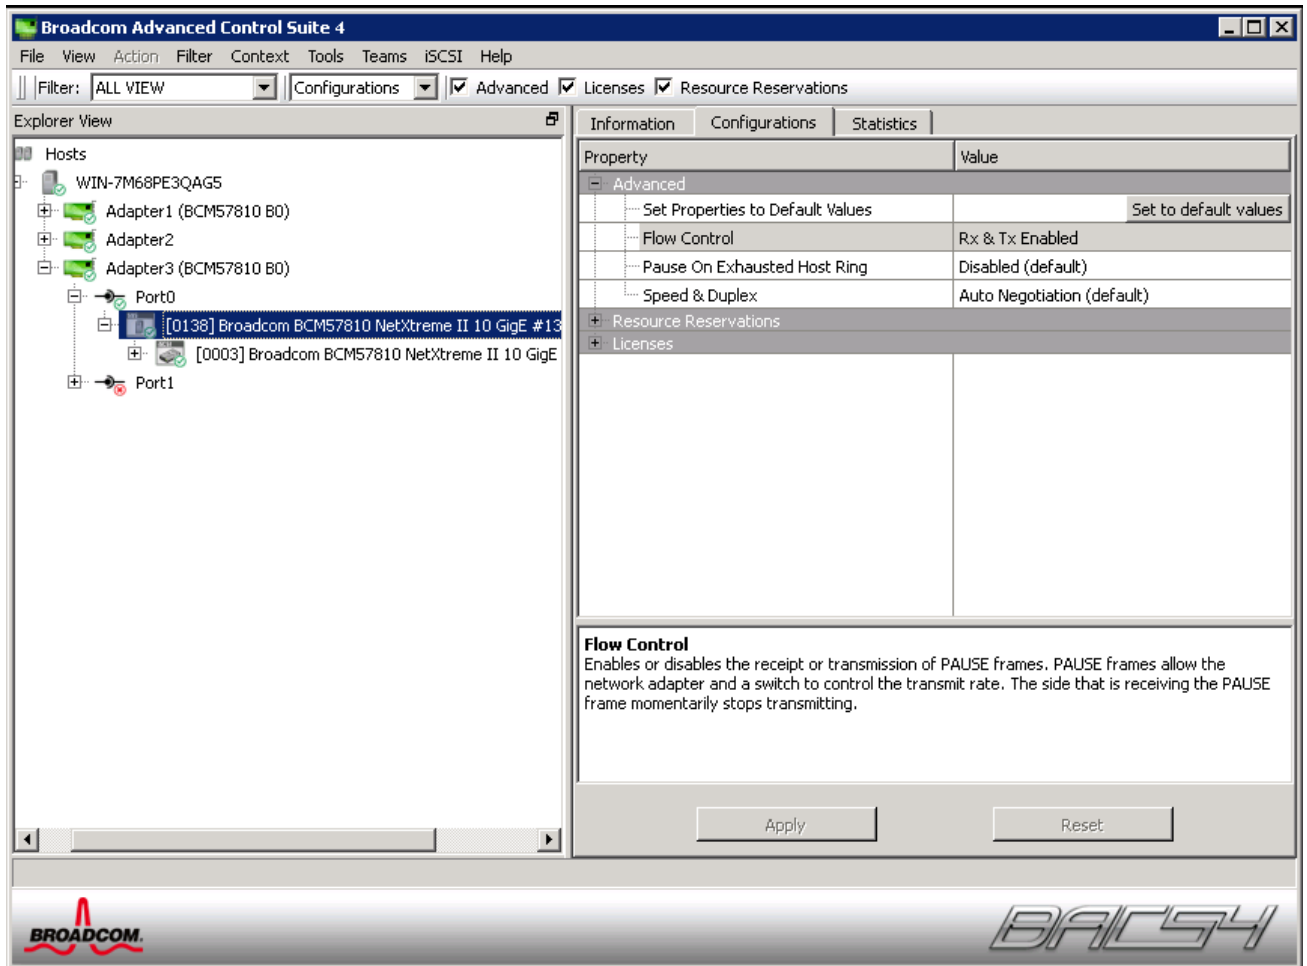 Broadcom Advanced Control Suite 4
File View Action Filter Context Tools Teams iSCSI Help
Filter: ALL VIEW Configurations Advanced Licenses Resource Reservations
Explorer View
Hosts
WIN-7M68PE3QAG5
Adapter1 (BCM57810 B0)
Adapter2
Adapter3 (BCM57810 B0)
Port0
[0138] Broadcom BCM57810 NetXtreme II 10 GigE #13
[0003] Broadcom BCM57810 NetXtreme II 10 GigE
Port1
Information Configurations Statistics
Property Value
Advanced
Set Properties to Default Values Set to default values
Flow Control Rx & Tx Enabled
Pause On Exhausted Host Ring Disabled (default)
Speed & Duplex Auto Negotiation (default)
Resource Reservations
Licenses
Flow Control
Enables or disables the receipt or transmission of PAUSE frames. PAUSE frames allow the
network adapter and a switch to control the transmit rate. The side that is receiving the PAUSE
frame momentarily stops transmitting.
Apply Reset
BROADCOM. BACS4